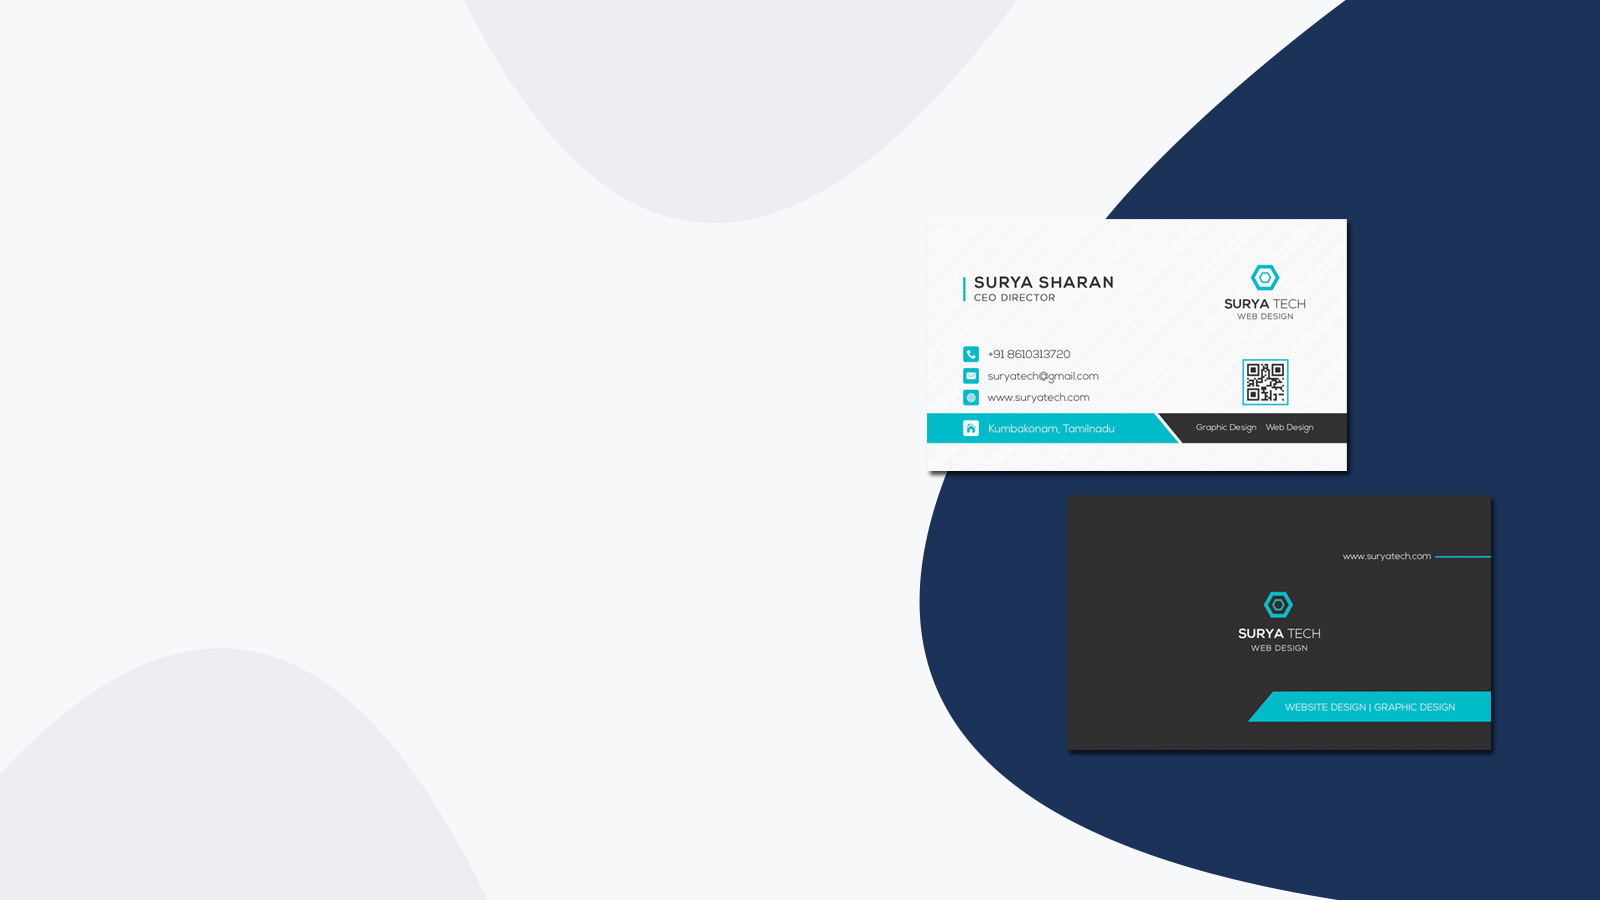 SURYA SHARAN
CEO DIRECTOR
SURYA TECH
WEB DESIGN
+91 8610313720
suryatech@gmail.com
www.suryatech.com
Kumbakonam, Tamilnadu
Graphic Design Web Design
www.suryatech.com
SURYA TECH
WEB DESIGN
WEBSITE DESIGN | GRAPHIC DESIGN